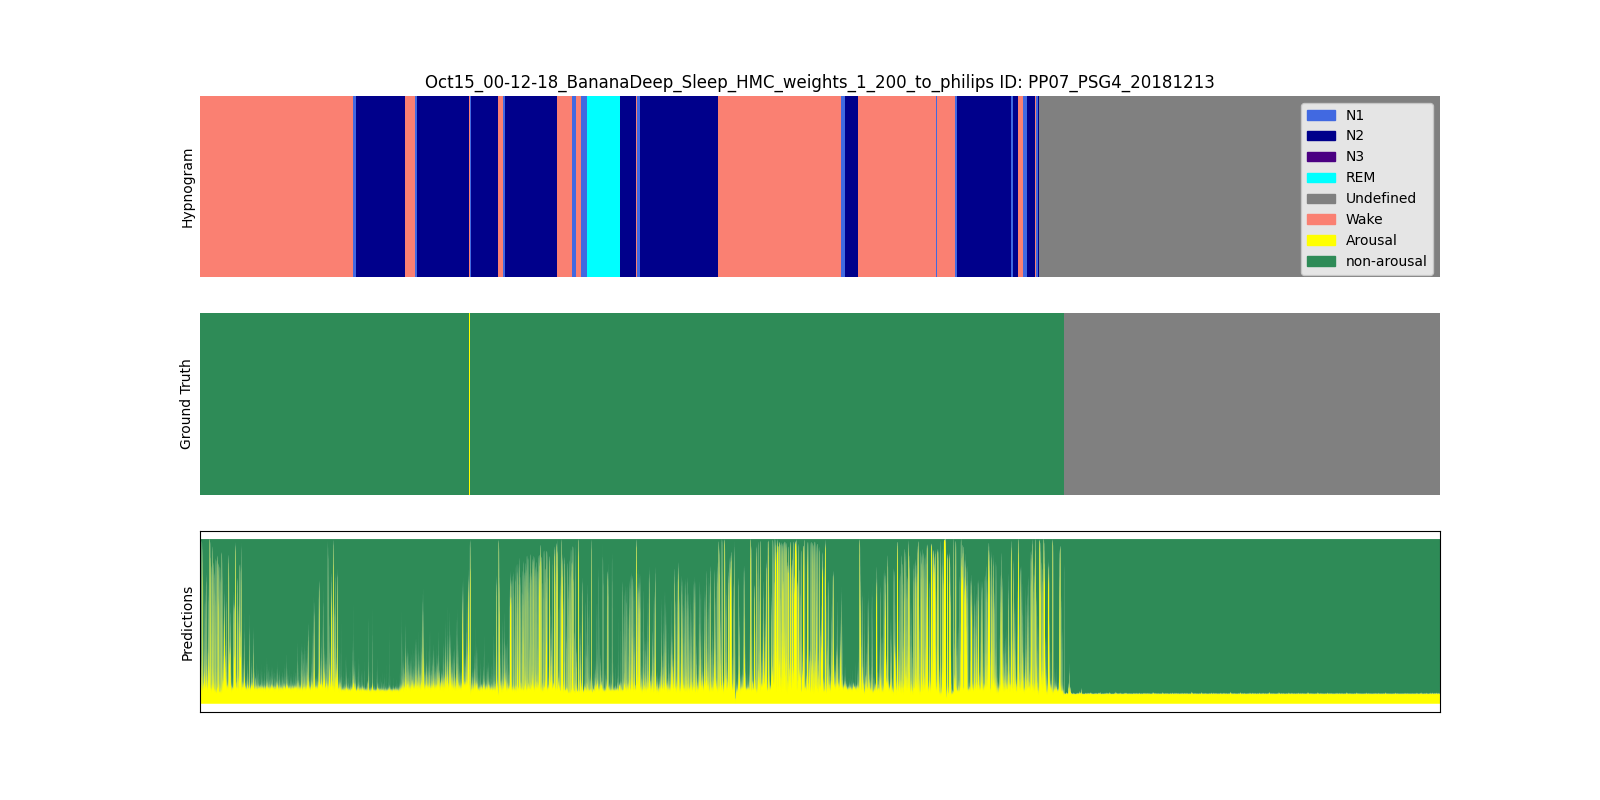 Oct15_00-12-18_BananaDeep_Sleep_HMC_weights_1_200_to_philips ID: PP07_PSG4_20181213
Hypnogram
N1
N2
N3
REM
Undefined
Wake
Arousal
non-arousal
Ground Truth
Predictions